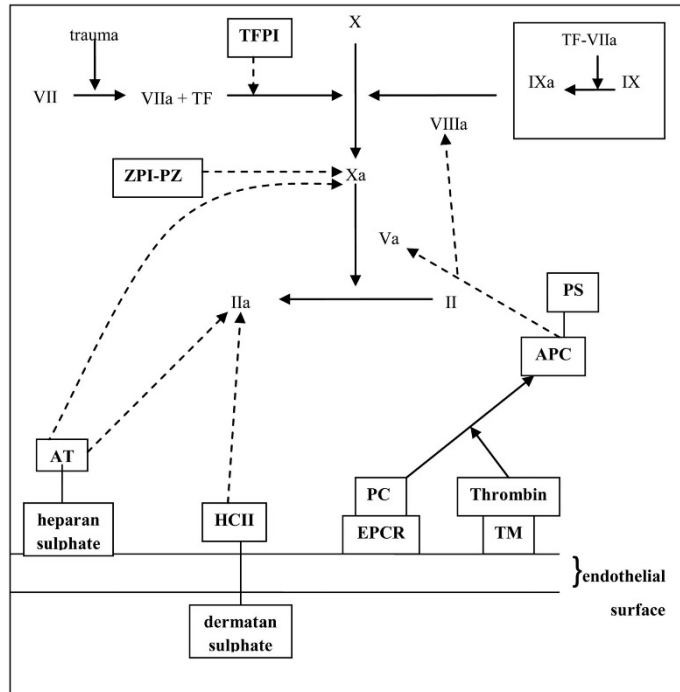 trauma
TFPI
X
TF-VIIa
VII
VIIa + TF
IXa
IX
VIIIa
ZPI-PZ
Xa
Va
IIa
II
PS
APC
AT
PC
Thrombin
heparan
sulphate
HCII
EPCR
TM
}endothelial
surface
dermatan
sulphate